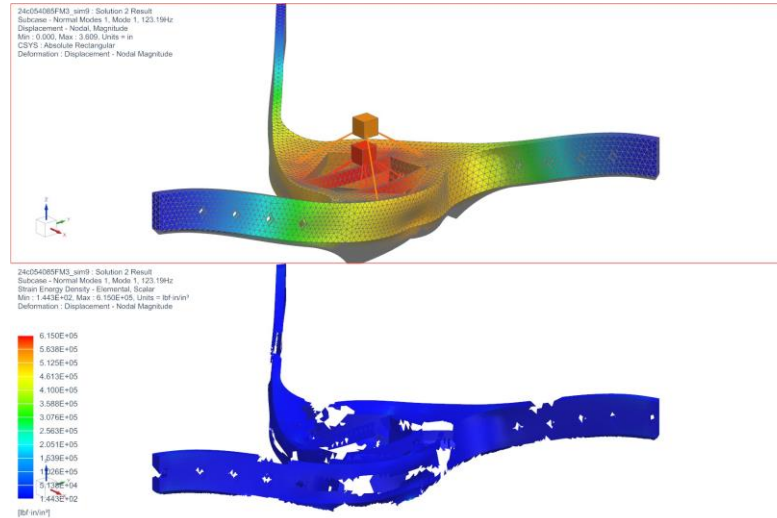 24c054085FM3_sim9 : Solution 2 Result
Subcase - Normal Modes 1, Mode 1, 123.19Hz
Displacement - Nodal, Magnitude
Min : 0.000, Max : 3.609, Units = in
CSYS : Absolute Rectangular
Deformation : Displacement - Nodal Magnitude
24c054085FM3_sim9 : Solution 2 Result
Subcase - Normal Modes 1, Mode 1, 123.19Hz
Strain Energy Density - Elemental, Scalar
Min : 1.443E+02, Max : 6.150E+05, Units = lbf·in/in³
Deformation : Displacement - Nodal Magnitude
6.150E+05
5.638E+05
5.125E+05
4.613E+05
4.100E+05
3.588E+05
3.076E+05
2.563E+05
2.051E+05
1.539E+05
1.026E+05
5.138E+04
1.443E+02
[lbf·in/in³]